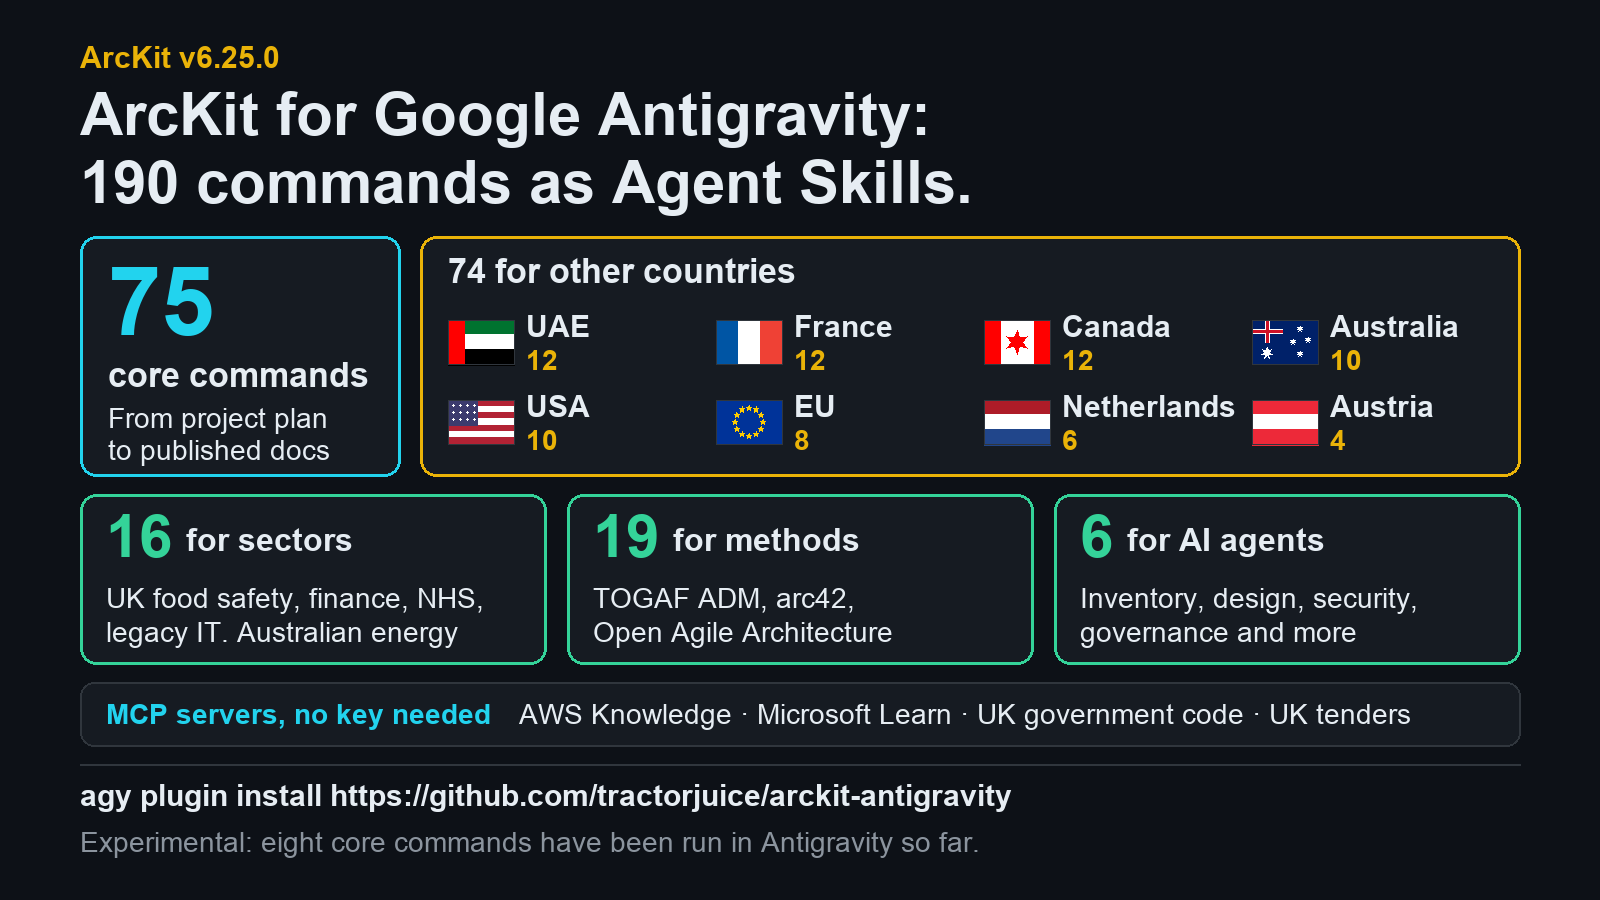 ArcKit v6.25.0
ArcKit for Google Antigravity:
190 commands as Agent Skills.
75
core commands
From project plan
to published docs
74 for other countries
UAE
12
France
12
Canada
12
Australia
10
USA
10
EU
8
Netherlands
6
Austria
4
16 for sectors
UK food safety, finance, NHS,
legacy IT. Australian energy
19 for methods
TOGAF ADM, arc42,
Open Agile Architecture
6 for AI agents
Inventory, design, security,
governance and more
MCP servers, no key needed AWS Knowledge · Microsoft Learn · UK government code · UK tenders
agy plugin install https://github.com/tractorjuice/arckit-antigravity
Experimental: eight core commands have been run in Antigravity so far.